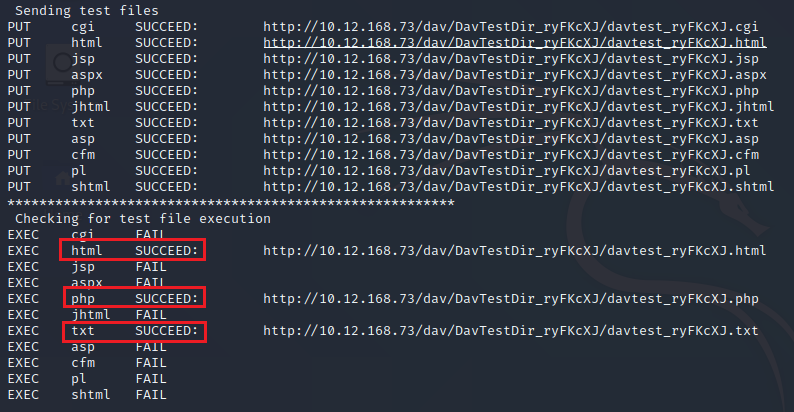 Sending test files
PUT cgi SUCCEED: http://10.12.168.73/dav/DavTestDir_ryFKcXJ/davtest_ryFKcXJ.cgi
PUT html SUCCEED: http://10.12.168.73/dav/DavTestDir_ryFKcXJ/davtest_ryFKcXJ.html
PUT jsp SUCCEED: http://10.12.168.73/dav/DavTestDir_ryFKcXJ/davtest_ryFKcXJ.jsp
PUT aspx SUCCEED: http://10.12.168.73/dav/DavTestDir_ryFKcXJ/davtest_ryFKcXJ.aspx
PUT php SUCCEED: http://10.12.168.73/dav/DavTestDir_ryFKcXJ/davtest_ryFKcXJ.php
PUT jhtml SUCCEED: http://10.12.168.73/dav/DavTestDir_ryFKcXJ/davtest_ryFKcXJ.jhtml
PUT txt SUCCEED: http://10.12.168.73/dav/DavTestDir_ryFKcXJ/davtest_ryFKcXJ.txt
PUT asp SUCCEED: http://10.12.168.73/dav/DavTestDir_ryFKcXJ/davtest_ryFKcXJ.asp
PUT cfm SUCCEED: http://10.12.168.73/dav/DavTestDir_ryFKcXJ/davtest_ryFKcXJ.cfm
PUT pl SUCCEED: http://10.12.168.73/dav/DavTestDir_ryFKcXJ/davtest_ryFKcXJ.pl
PUT shtml SUCCEED: http://10.12.168.73/dav/DavTestDir_ryFKcXJ/davtest_ryFKcXJ.shtml
********************************************************
Checking for test file execution
EXEC cgi FAIL
EXEC html SUCCEED: http://10.12.168.73/dav/DavTestDir_ryFKcXJ/davtest_ryFKcXJ.html
EXEC jsp FAIL
EXEC aspx FAIL
EXEC php SUCCEED: http://10.12.168.73/dav/DavTestDir_ryFKcXJ/davtest_ryFKcXJ.php
EXEC jhtml FAIL
EXEC txt SUCCEED: http://10.12.168.73/dav/DavTestDir_ryFKcXJ/davtest_ryFKcXJ.txt
EXEC asp FAIL
EXEC cfm FAIL
EXEC pl FAIL
EXEC shtml FAIL